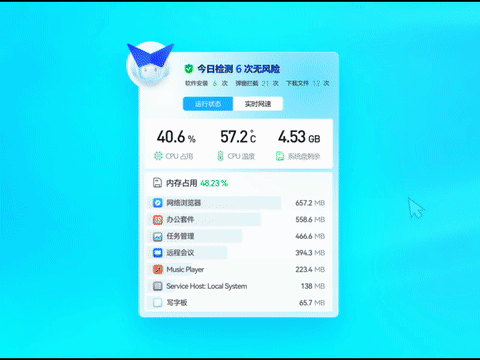 今日检测 6 次无风险
软件安装 6 次 弹窗拦截 21 次 下载文件 12 次
运行状态 实时网速
40.6 % 57.2 °C 4.53 GB
CPU 占用 CPU 温度 系统盘剩余
内存占用 48.23 %
网络浏览器 657.2 MB
办公套件 558.6 MB
任务管理 466.6 MB
远程会议 394.3 MB
Music Player 223.4 MB
Service Host: Local System 138 MB
写字板 65.7 MB